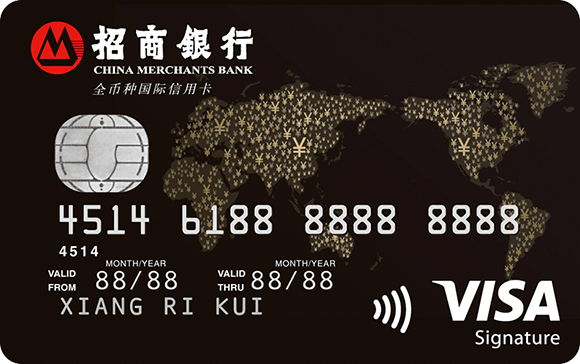 招商銀行
CHINA MERCHANTS BANK
全币种国际信用卡
4514 6188 8888 8888
4514
MONTH/YEAR MONTH/YEAR
VALID FROM 88/88 VALID THRU 88/88
XIANG RI KUI
VISA
Signature